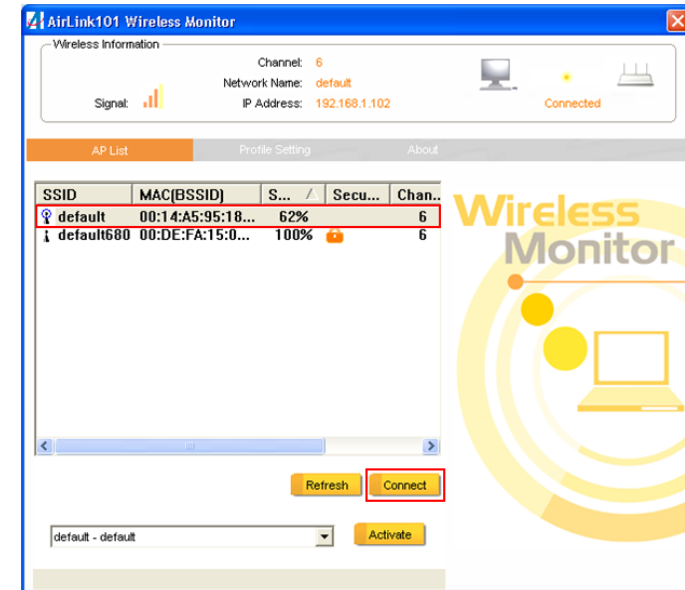 AirLink101 Wireless Monitor
Wireless Information
Channel: 6
Network Name: default
Signal: IP Address: 192.168.1.102 Connected
AP List Profile Setting About
SSID MAC(BSSID) S... Secu... Chan..
default 00:14:A5:95:18... 62% 6
default680 00:DE:FA:15:0... 100% 6
Wireless
Monitor
Refresh Connect
default - default Activate